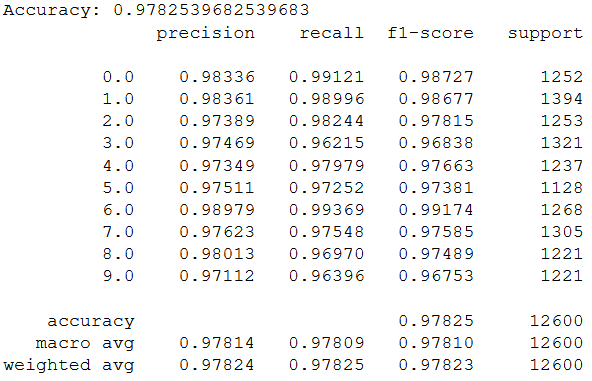 Accuracy: 0.9782539682539683
precision recall f1-score support
0.0 0.98336 0.99121 0.98727 1252
1.0 0.98361 0.98996 0.98677 1394
2.0 0.97389 0.98244 0.97815 1253
3.0 0.97469 0.96215 0.96838 1321
4.0 0.97349 0.97979 0.97663 1237
5.0 0.97511 0.97252 0.97381 1128
6.0 0.98979 0.99369 0.99174 1268
7.0 0.97623 0.97548 0.97585 1305
8.0 0.98013 0.96970 0.97489 1221
9.0 0.97112 0.96396 0.96753 1221
accuracy 0.97825 12600
macro avg 0.97814 0.97809 0.97810 12600
weighted avg 0.97824 0.97825 0.97823 12600